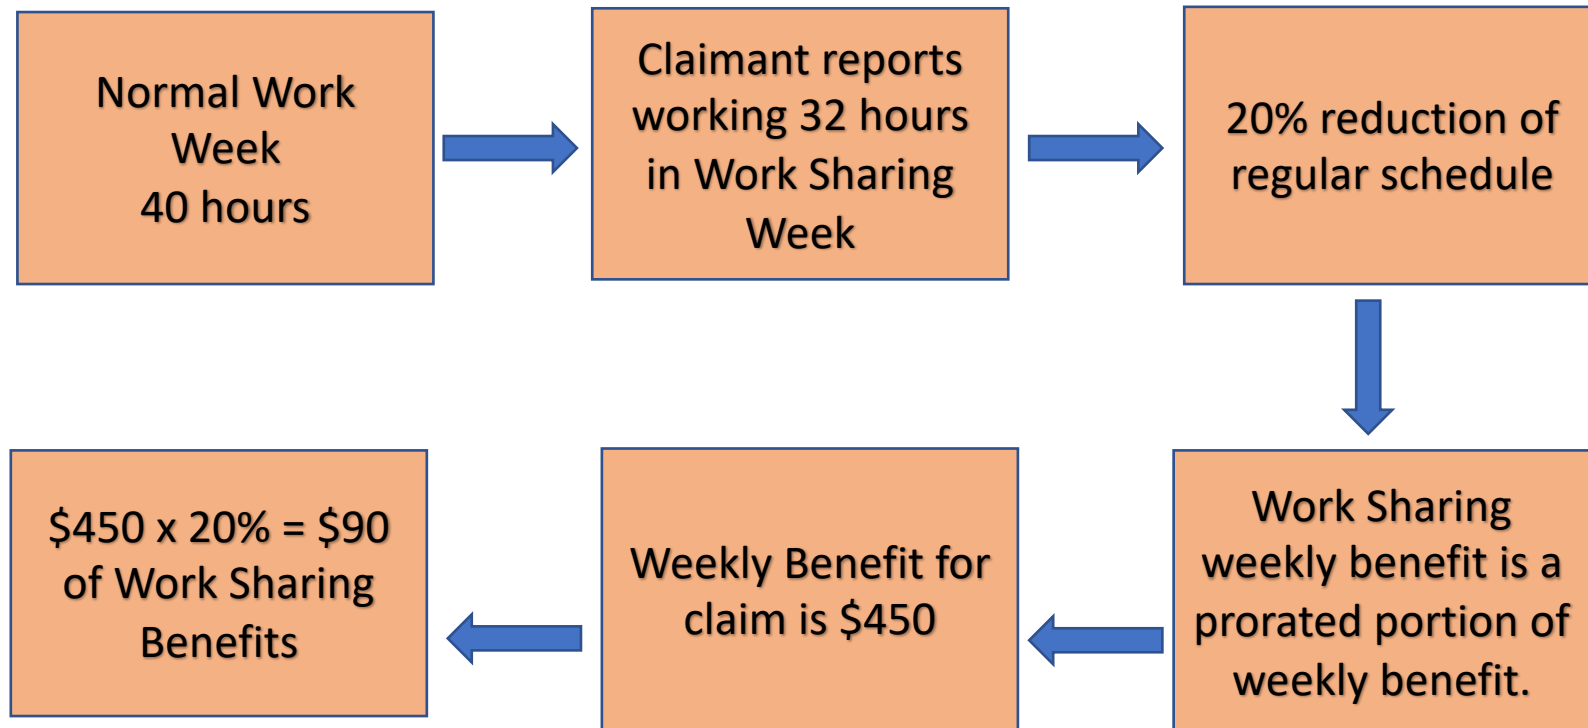 Normal Work
Week
40 hours
Claimant reports
working 32 hours
in Work Sharing
Week
20% reduction of
regular schedule
Work Sharing
weekly benefit is a
prorated portion of
weekly benefit.
Weekly Benefit for
claim is $450
$450 x 20% = $90
of Work Sharing
Benefits